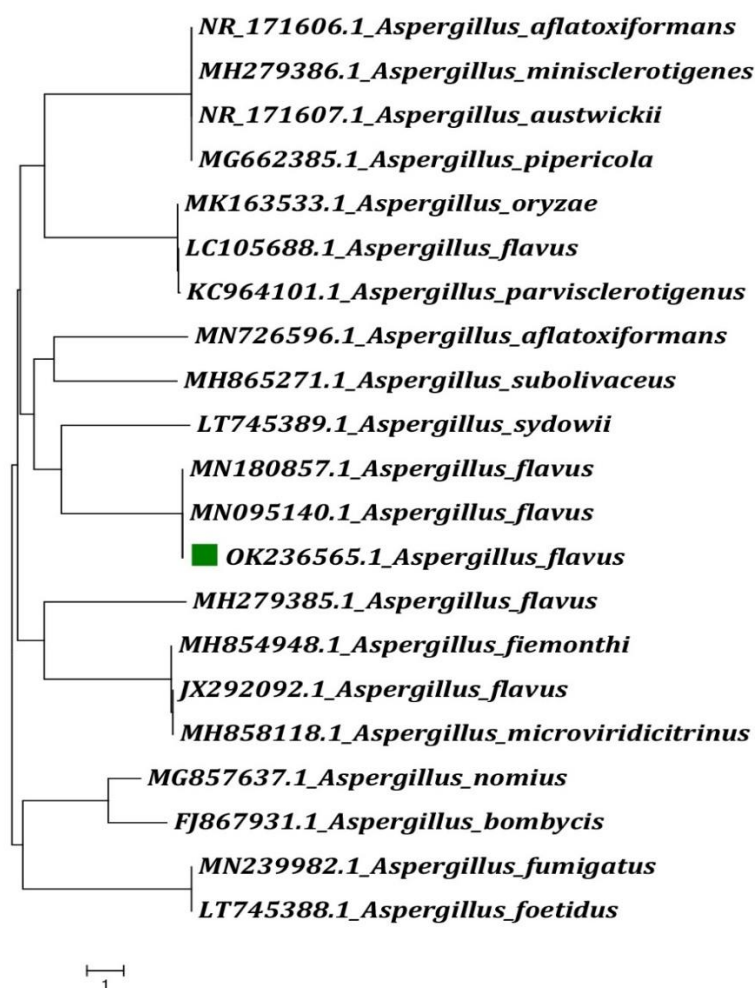 NR_171606.1_Aspergillus_aflatoxiformans
MH279386.1_Aspergillus_minisclerotigenes
NR_171607.1_Aspergillus_austwickii
MG662385.1_Aspergillus_pipericola
MK163533.1_Aspergillus_oryzae
LC105688.1_Aspergillus_flavus
KC964101.1_Aspergillus_parvisclerotigenus
MN726596.1_Aspergillus_aflatoxiformans
MH865271.1_Aspergillus_subolivaceus
LT745389.1_Aspergillus_sydowii
MN180857.1_Aspergillus_flavus
MN095140.1_Aspergillus_flavus
OK236565.1_Aspergillus_flavus
MH279385.1_Aspergillus_flavus
MH854948.1_Aspergillus_fiemonthi
JX292092.1_Aspergillus_flavus
MH858118.1_Aspergillus_microviridicitrinus
MG857637.1_Aspergillus_nomius
FJ867931.1_Aspergillus_bombycis
MN239982.1_Aspergillus_fumigatus
LT745388.1_Aspergillus_foetidus
1